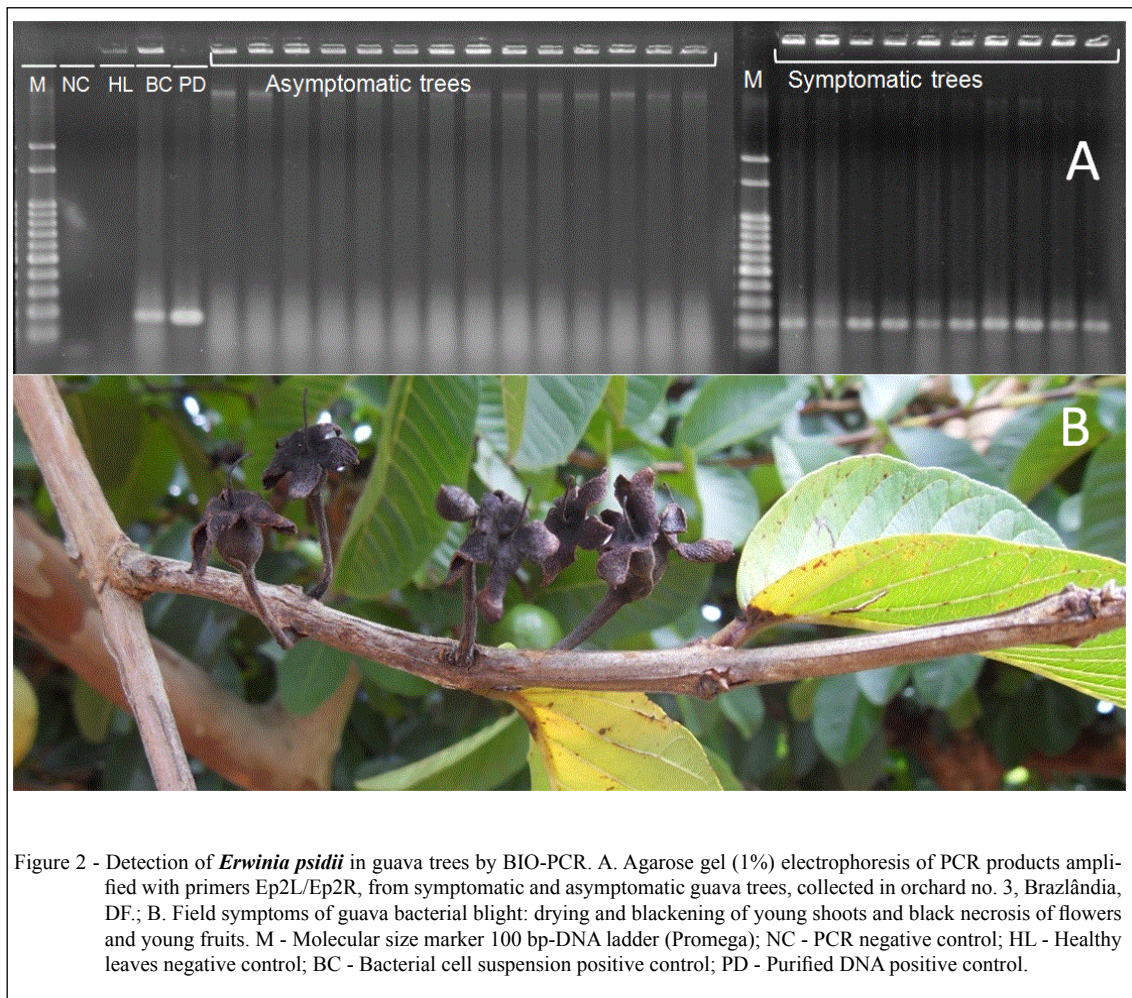 M NC HL BC PD Asymptomatic trees M Symptomatic trees
A
B
Figure 2 - Detection of Erwinia psidii in guava trees by BIO-PCR. A. Agarose gel (1%) electrophoresis of PCR products ampli-
fied with primers Ep2L/Ep2R, from symptomatic and asymptomatic guava trees, collected in orchard no. 3, Brazlândia,
DF.; B. Field symptoms of guava bacterial blight: drying and blackening of young shoots and black necrosis of flowers
and young fruits. M - Molecular size marker 100 bp-DNA ladder (Promega); NC - PCR negative control; HL - Healthy
leaves negative control; BC - Bacterial cell suspension positive control; PD - Purified DNA positive control.